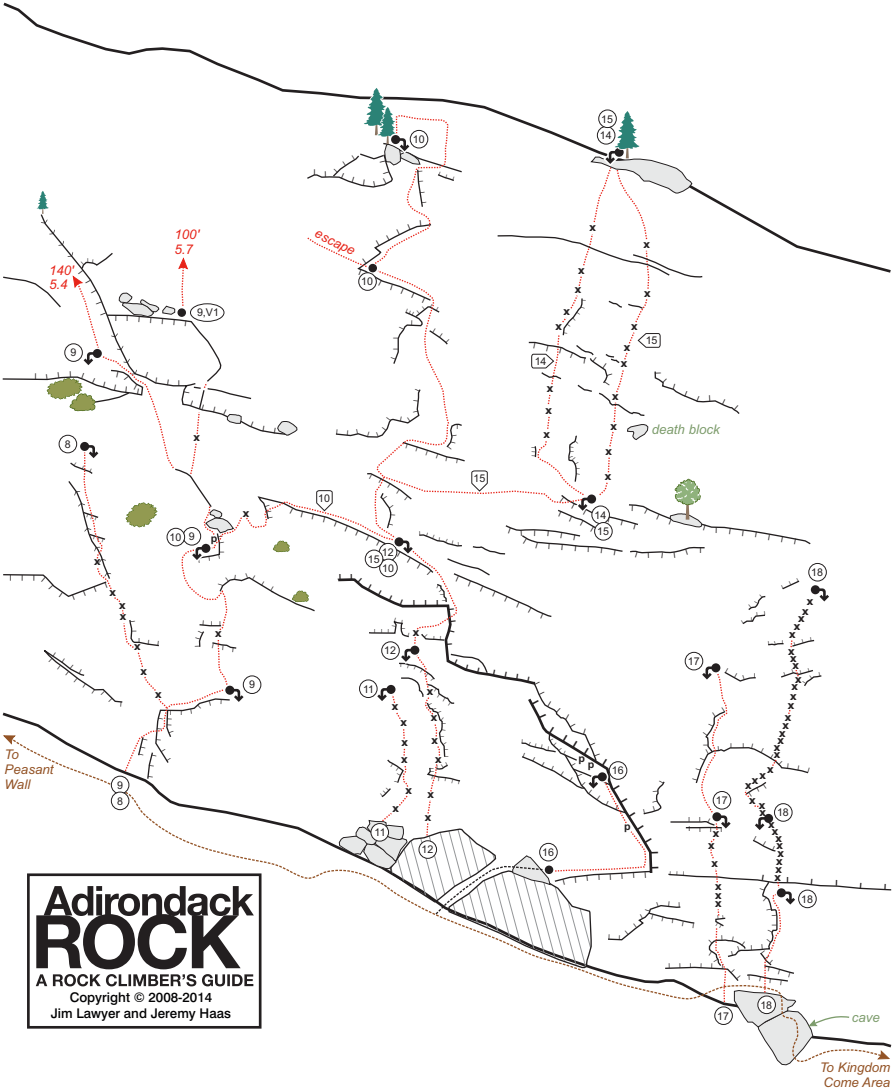 15
14
10
escape
100'
5.7
140'
5.4
10
9,V1
x
x
x
x
15
14
9
death block
8
15
10
14
15
p
10
9
12
15
10
18
12
17
9
11
To
Peasant
Wall
p
p
16
p
9
8
17
18
11
12
16
18
Adirondack
ROCK
A ROCK CLIMBER'S GUIDE
Copyright © 2008-2014
Jim Lawyer and Jeremy Haas
17
18
cave
To Kingdom
Come Area